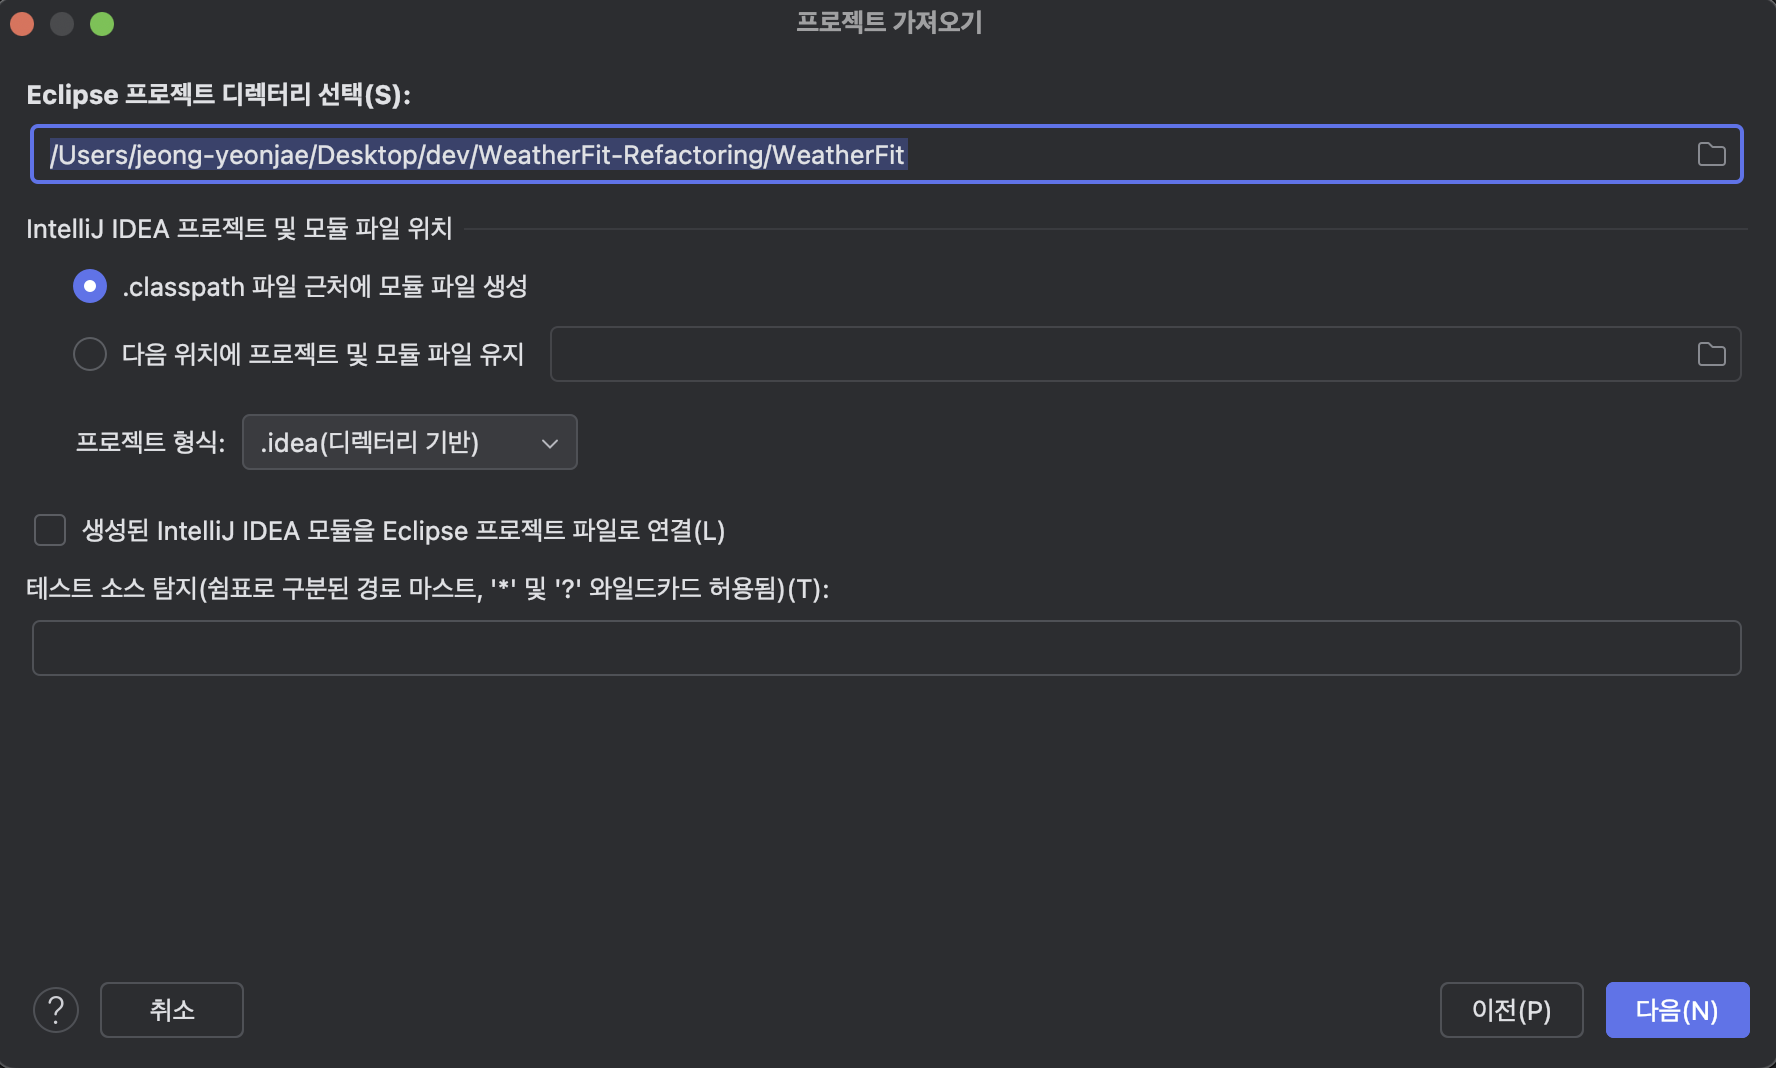 프로젝트 가져오기
Eclipse 프로젝트 디렉터리 선택(S):
/Users/jeong-yeonjae/Desktop/dev/WeatherFit-Refactoring/WeatherFit
IntelliJ IDEA 프로젝트 및 모듈 파일 위치
.classpath 파일 근처에 모듈 파일 생성
다음 위치에 프로젝트 및 모듈 파일 유지
프로젝트 형식: .idea(디렉터리 기반)
생성된 IntelliJ IDEA 모듈을 Eclipse 프로젝트 파일로 연결(L)
테스트 소스 탐지(쉼표로 구분된 경로 마스트, '*' 및 '?' 와일드카드 허용됨)(T):
? 취소 이전(P) 다음(N)